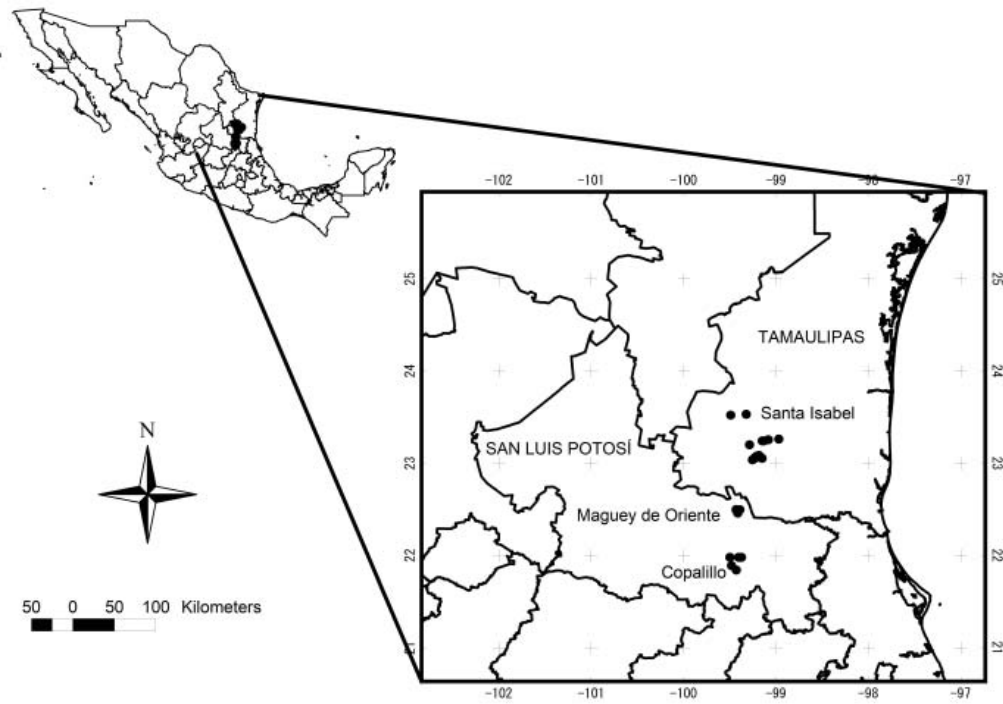 -102 -101 -100 -99 -98 -97
25 25
TAMAULIPAS
24 24
Santa Isabel
SAN LUIS POTOSÍ
N
23 23
Maguey de Oriente
22 22
Copalillo
50 0 50 100 Kilometers
21 21
-102 -101 -100 -99 -98 -97